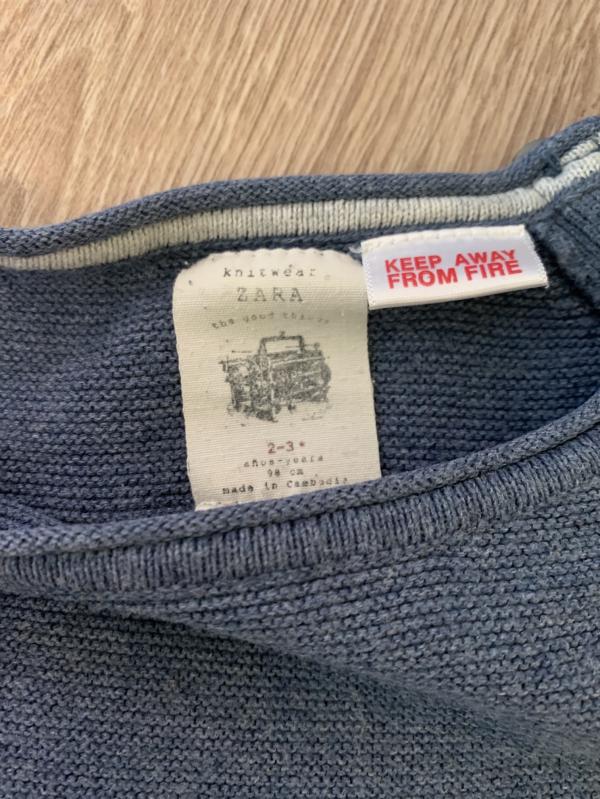 knitwear
ZARA
the good things
2-3*
años-years
98 cm
made in Cambodia
KEEP AWAY
FROM FIRE